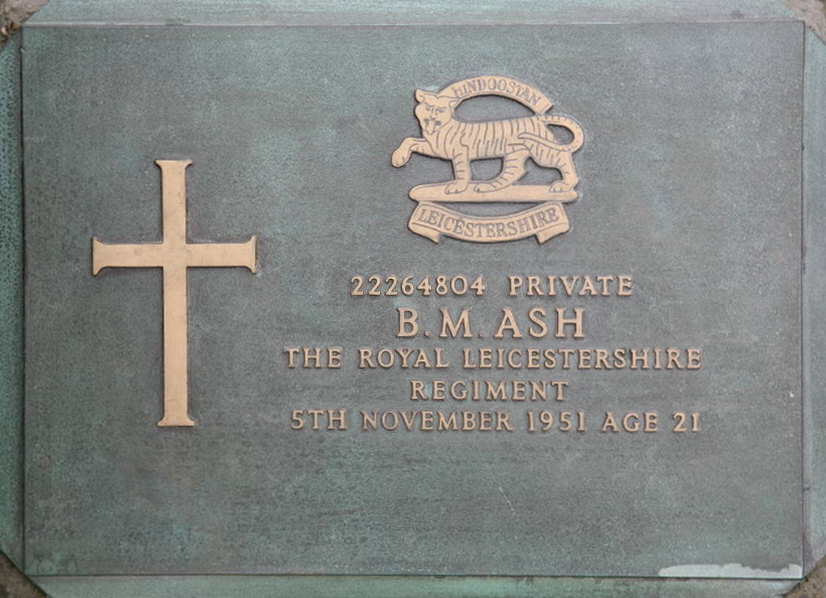 HINDOOSTAN
LEICESTERSHIRE
22264804 PRIVATE
B.M.ASH
THE ROYAL LEICESTERSHIRE
REGIMENT
5TH NOVEMBER 1951 AGE 21